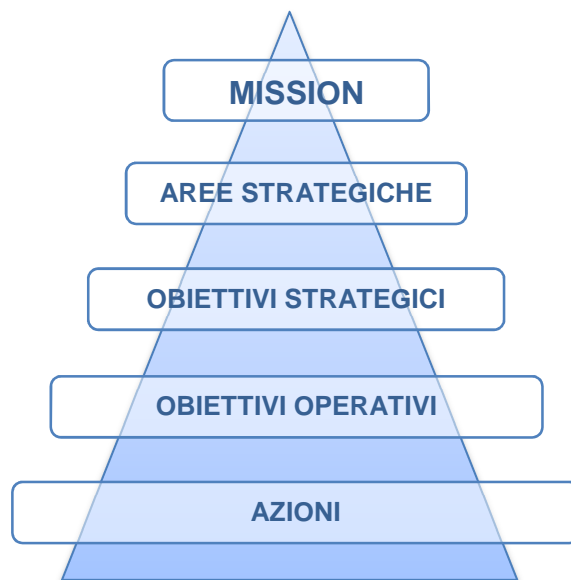 MISSION
AREE STRATEGICHE
OBIETTIVI STRATEGICI
OBIETTIVI OPERATIVI
AZIONI